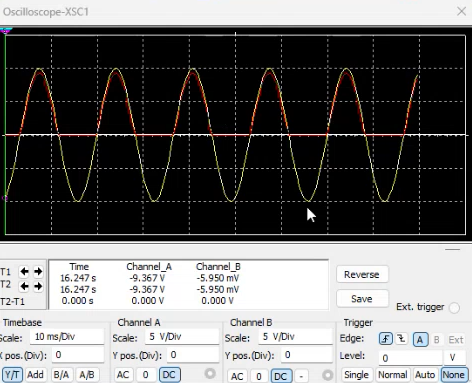 Oscilloscope-XSC1
Time Channel_A Channel_B
T1 16.247 s -9.367 V -5.950 mV
T2 16.247 s -9.367 V -5.950 mV
T2-T1 0.000 s 0.000 V 0.000 V
Reverse
Save
Ext. trigger
Timebase Channel A Channel B Trigger
Scale: 10 ms/Div Scale: 5 V/Div Scale: 5 V/Div Edge: A B Ext
X pos.(Div): 0 Y pos.(Div): 0 Y pos.(Div): 0 Level: 0 V
Y/T Add B/A A/B AC 0 DC AC 0 DC - Single Normal Auto None